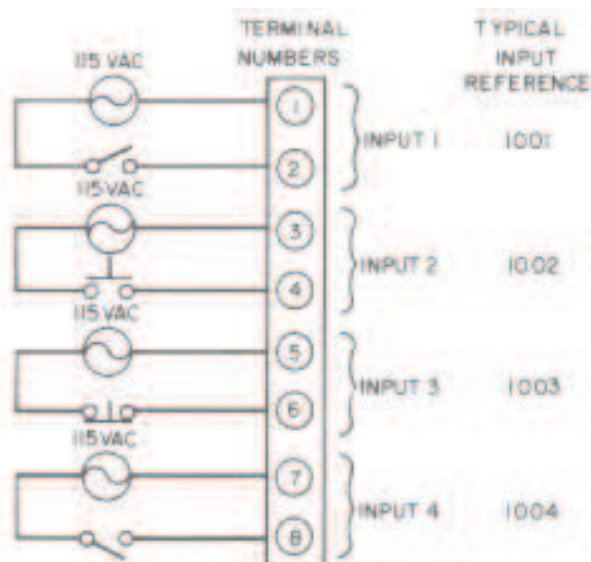 TERMINAL NUMBERS
TYPICAL INPUT REFERENCE
115 VAC
1
2
INPUT 1
1001
115 VAC
3
4
INPUT 2
1002
115 VAC
5
6
INPUT 3
1003
115 VAC
7
8
INPUT 4
1004